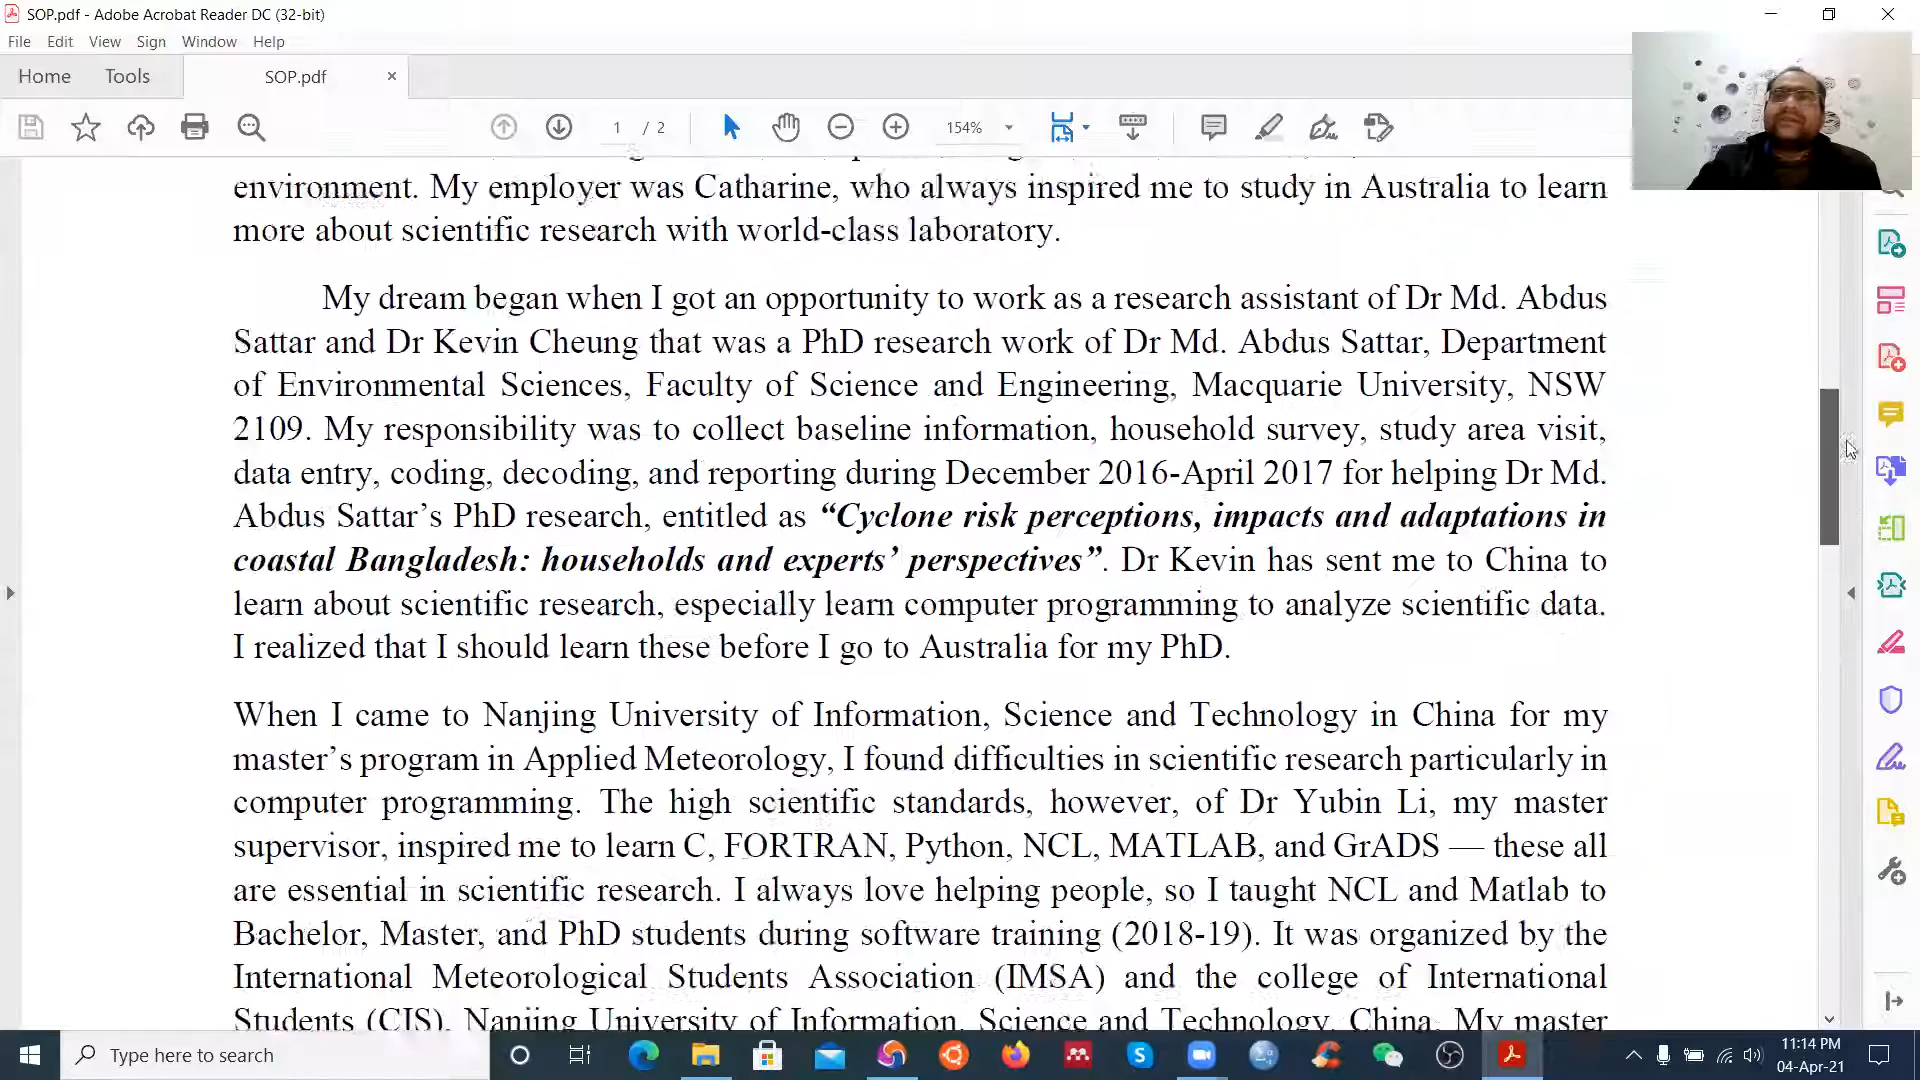 SOP.pdf - Adobe Acrobat Reader DC (32-bit)
File Edit View Sign Window Help
Home Tools SOP.pdf
1 / 2 154%
environment. My employer was Catharine, who always inspired me to study in Australia to learn
more about scientific research with world-class laboratory.
My dream began when I got an opportunity to work as a research assistant of Dr Md. Abdus
Sattar and Dr Kevin Cheung that was a PhD research work of Dr Md. Abdus Sattar, Department
of Environmental Sciences, Faculty of Science and Engineering, Macquarie University, NSW
2109. My responsibility was to collect baseline information, household survey, study area visit,
data entry, coding, decoding, and reporting during December 2016-April 2017 for helping Dr Md.
Abdus Sattar’s PhD research, entitled as “Cyclone risk perceptions, impacts and adaptations in
coastal Bangladesh: households and experts’ perspectives”. Dr Kevin has sent me to China to
learn about scientific research, especially learn computer programming to analyze scientific data.
I realized that I should learn these before I go to Australia for my PhD.
When I came to Nanjing University of Information, Science and Technology in China for my
master’s program in Applied Meteorology, I found difficulties in scientific research particularly in
computer programming. The high scientific standards, however, of Dr Yubin Li, my master
supervisor, inspired me to learn C, FORTRAN, Python, NCL, MATLAB, and GrADS — these all
are essential in scientific research. I always love helping people, so I taught NCL and Matlab to
Bachelor, Master, and PhD students during software training (2018-19). It was organized by the
International Meteorological Students Association (IMSA) and the college of International
Students (CIS), Nanjing University of Information, Science and Technology, China. My master
Type here to search
11:14 PM
04-Apr-21